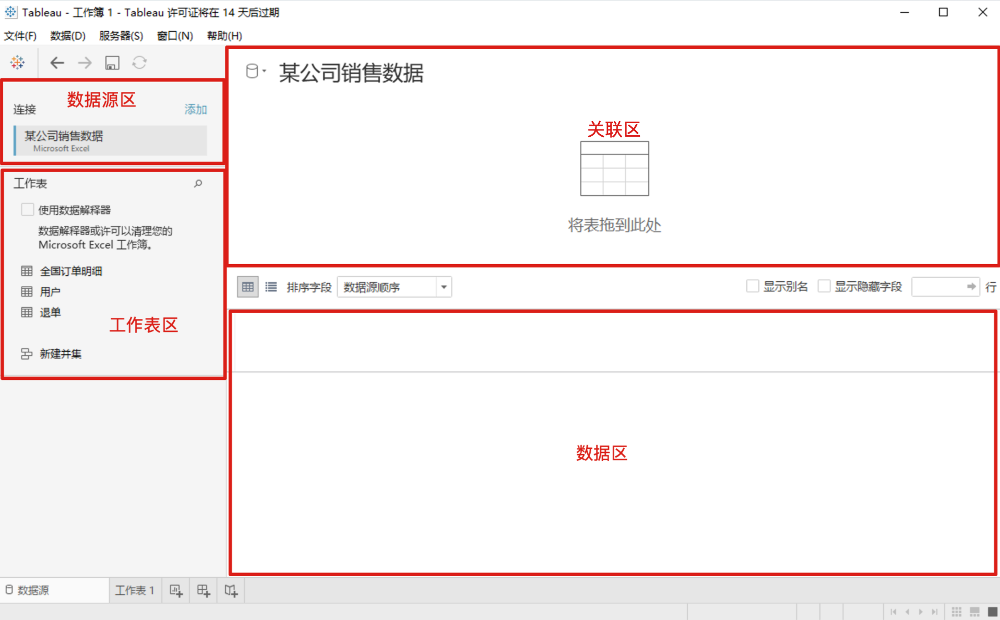 Tableau - 工作簿 1 - Tableau 许可证将在 14 天后过期
文件(F) 数据(D) 服务器(S) 窗口(N) 帮助(H)
数据源区
连接 添加
某公司销售数据
Microsoft Excel
工作表
使用数据解释器
数据解释器或许可以清理您的
Microsoft Excel 工作簿。
全国订单明细
用户
退单
工作表区
新建并集
某公司销售数据
关联区
将表拖到此处
排序字段 数据源顺序 显示别名 显示隐藏字段 行
数据区
数据源 工作表 1